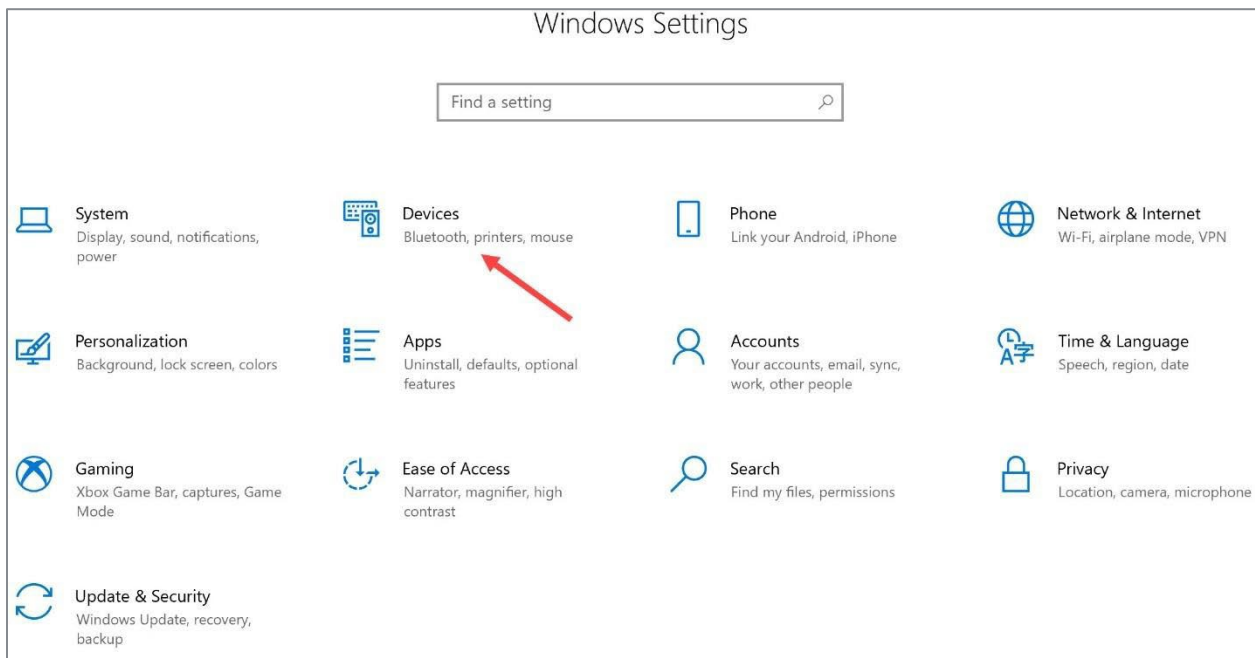 Windows Settings
Find a setting
System
Display, sound, notifications,
power
Devices
Bluetooth, printers, mouse
Phone
Link your Android, iPhone
Network & Internet
Wi-Fi, airplane mode, VPN
Personalization
Background, lock screen, colors
Apps
Uninstall, defaults, optional
features
Accounts
Your accounts, email, sync,
work, other people
Time & Language
Speech, region, date
Gaming
Xbox Game Bar, captures, Game
Mode
Ease of Access
Narrator, magnifier, high
contrast
Search
Find my files, permissions
Privacy
Location, camera, microphone
Update & Security
Windows Update, recovery,
backup